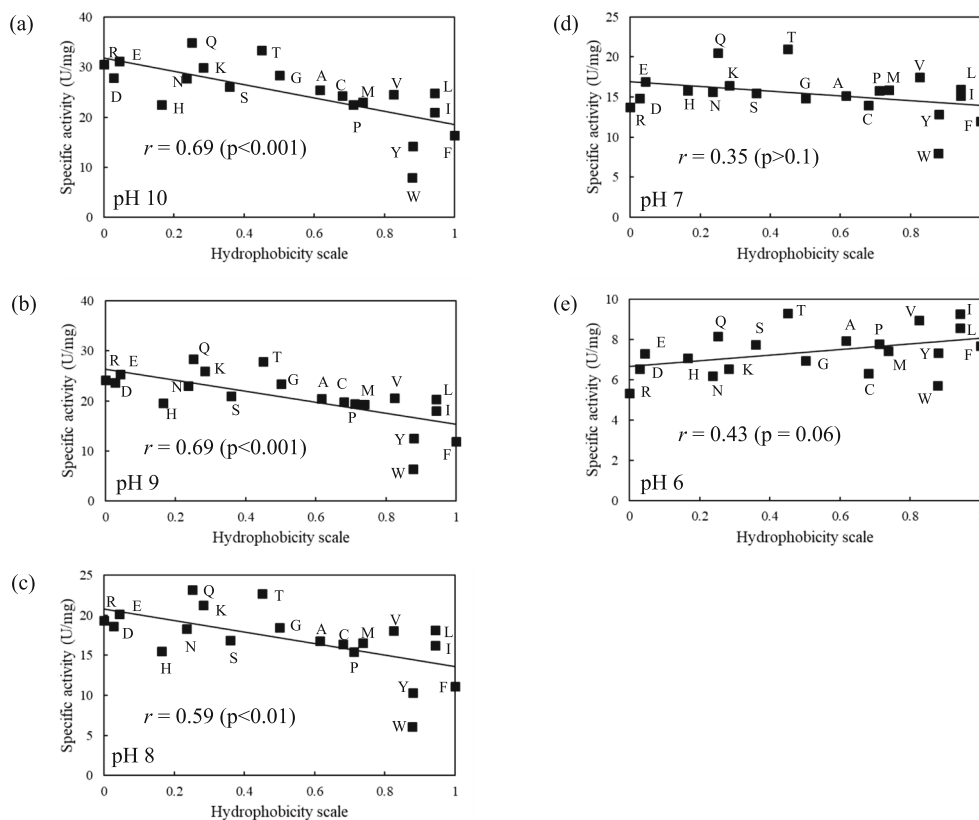 (a)
40
30
20
10
0
Specific activity (U/mg)
R
E
D
Q
N
K
H
S
T
G
A
C
P
M
V
L
I
Y
F
W
r = 0.69 (p<0.001)
pH 10
0 0.2 0.4 0.6 0.8 1
Hydrophobicity scale
(b)
40
30
20
10
0
Specific activity (U/mg)
R
E
D
Q
K
N
H
S
T
G
A
C
P
M
V
L
I
Y
F
W
r = 0.69 (p<0.001)
pH 9
0 0.2 0.4 0.6 0.8 1
Hydrophobicity scale
(c)
25
20
15
10
5
0
Specific activity (U/mg)
R
E
D
Q
K
N
H
S
T
G
A
C
P
M
V
L
I
Y
F
W
r = 0.59 (p<0.01)
pH 8
0 0.2 0.4 0.6 0.8 1
Hydrophobicity scale
(d)
25
20
15
10
5
0
Specific activity (U/mg)
E
R
D
Q
K
H
N
S
T
G
A
P
M
C
V
L
I
Y
F
W
r = 0.35 (p>0.1)
pH 7
0 0.2 0.4 0.6 0.8
Hydrophobicity scale
(e)
10
8
6
4
2
0
Specific activity (U/mg)
E
D
R
H
Q
N
K
S
T
G
A
P
C
M
V
I
L
Y
F
W
r = 0.43 (p = 0.06)
pH 6
0 0.2 0.4 0.6 0.8
Hydrophobicity scale